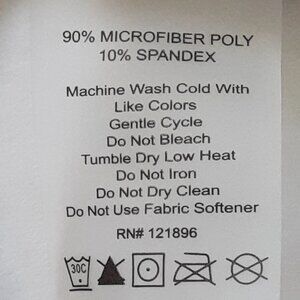 90% MICROFIBER POLY
10% SPANDEX
Machine Wash Cold With
Like Colors
Gentle Cycle
Do Not Bleach
Tumble Dry Low Heat
Do Not Iron
Do Not Dry Clean
Do Not Use Fabric Softener
RN# 121896
30C